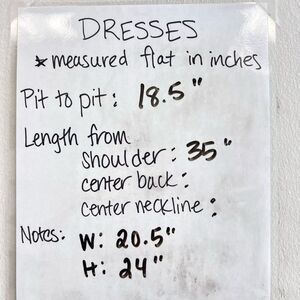 DRESSES
* measured flat in inches
Pit to pit: 18.5"
Length from
shoulder: 35"
center back:
center neckline:
Notes: W: 20.5"
H: 24"